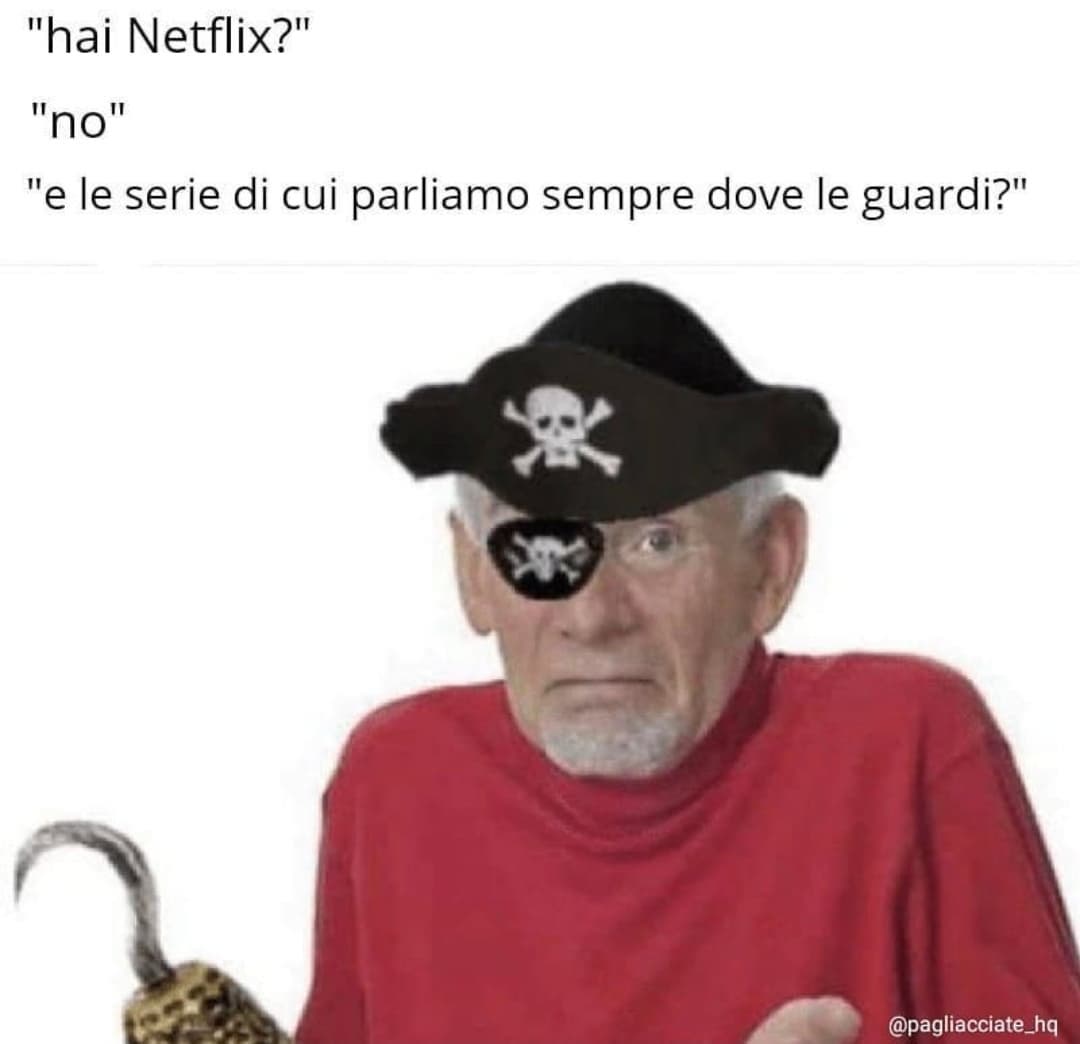 "hai Netflix?"
"no"
"e le serie di cui parliamo sempre dove le guardi?"
@pagliacciate_hq